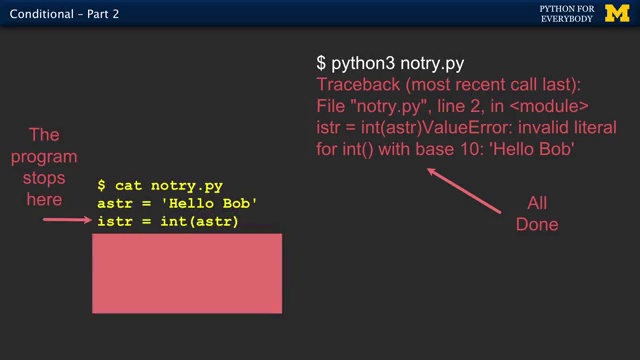 Conditional – Part 2
PYTHON FOR
EVERYBODY
M
$ python3 notry.py
Traceback (most recent call last):
File "notry.py", line 2, in <module>
istr = int(astr)ValueError: invalid literal
for int() with base 10: 'Hello Bob'
The
program
stops
here
$ cat notry.py
astr = 'Hello Bob'
istr = int(astr)
All
Done